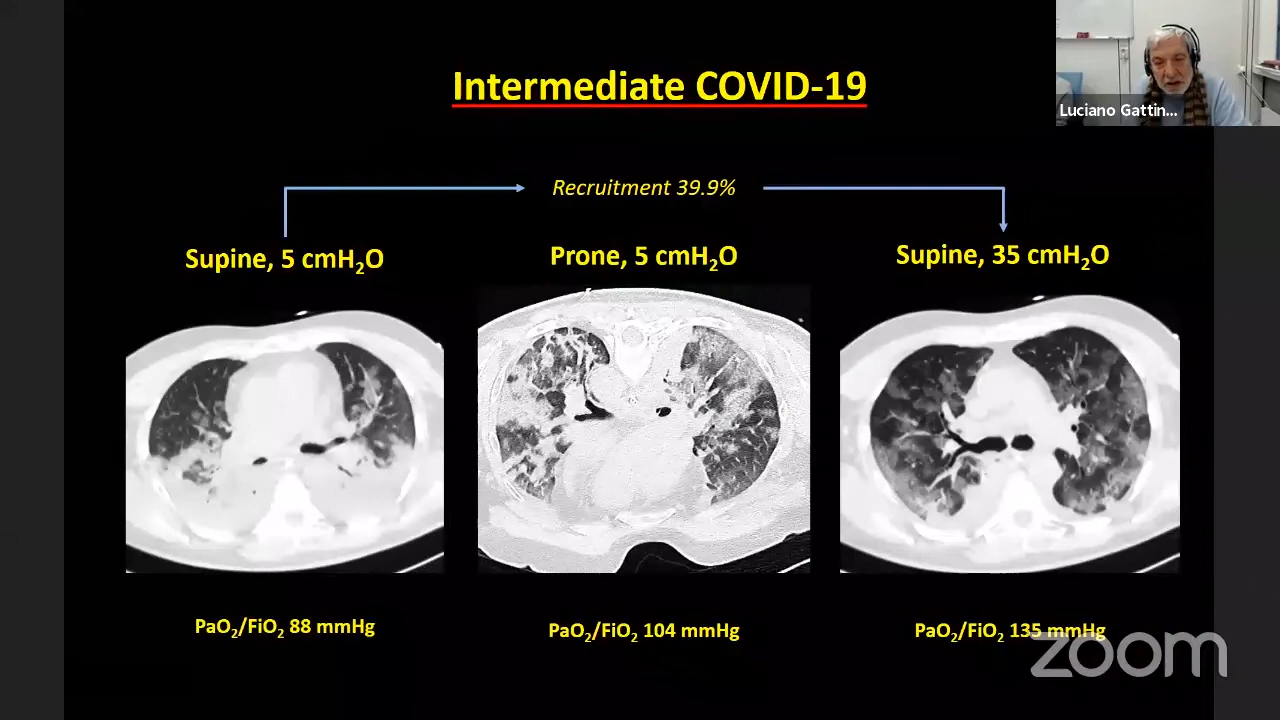 Intermediate COVID-19
Luciano Gattin...
Recruitment 39.9%
Supine, 5 cmH₂O
Prone, 5 cmH₂O
Supine, 35 cmH₂O
PaO₂/FiO₂ 88 mmHg
PaO₂/FiO₂ 104 mmHg
PaO₂/FiO₂ 135 mmHg
zoom